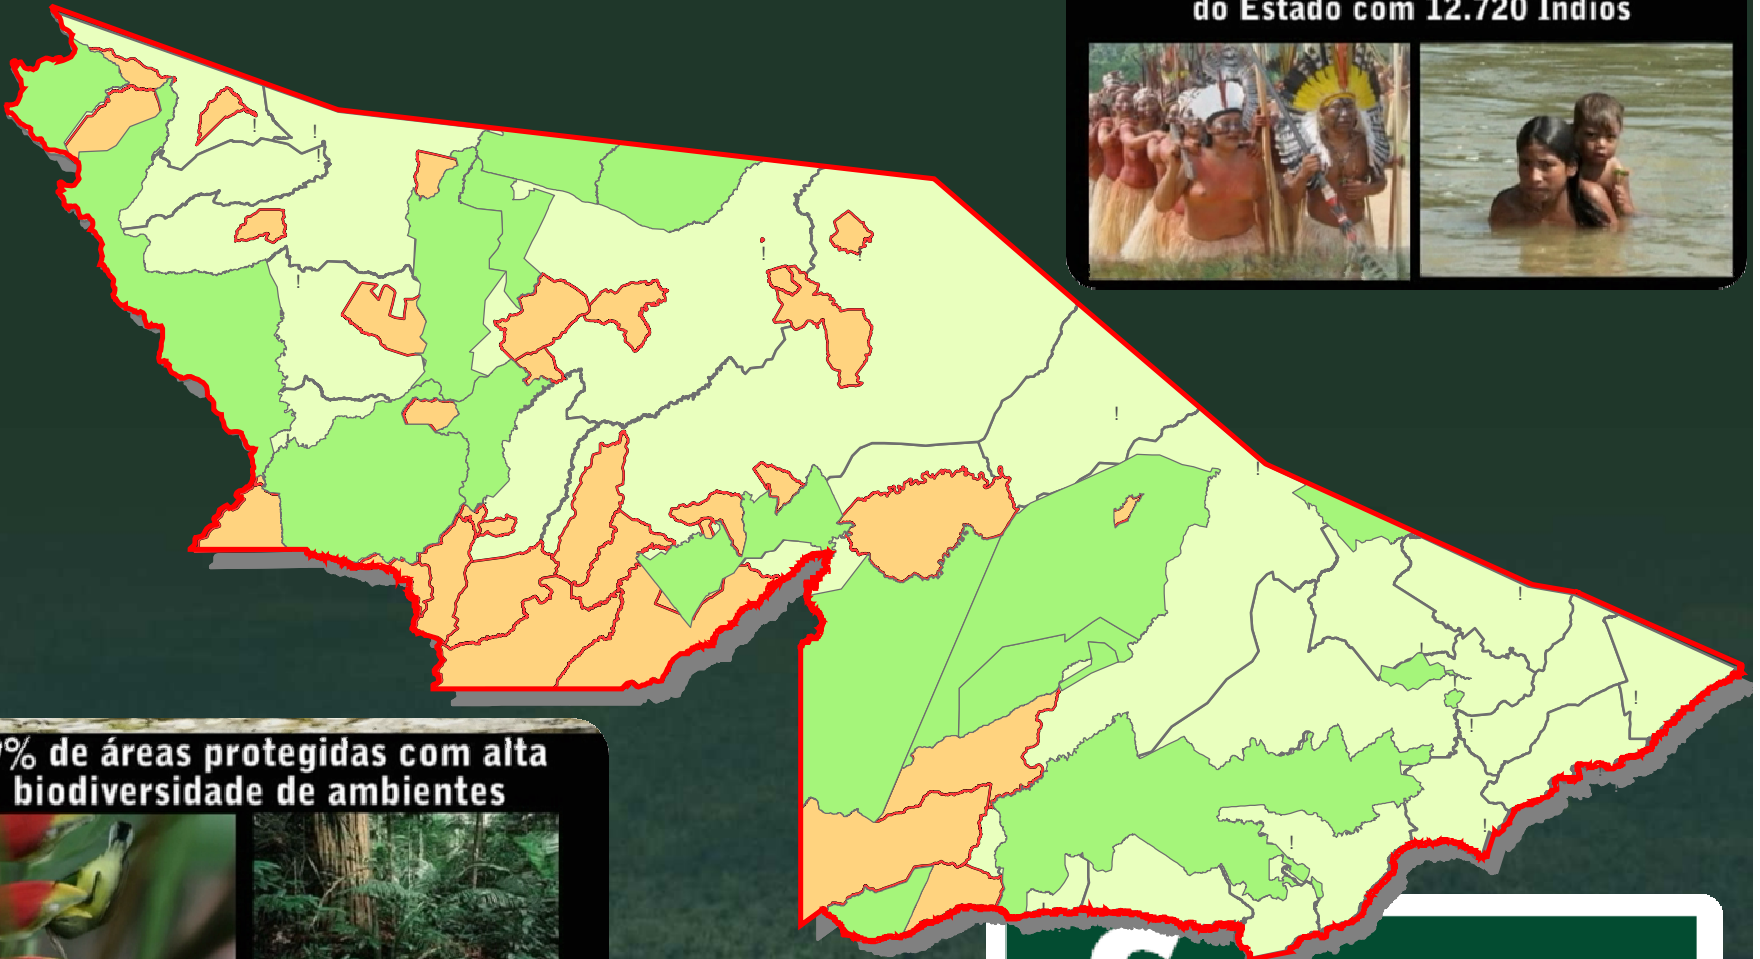 do Estado com 12.720 Índios
% de áreas protegidas com alta
biodiversidade de ambientes